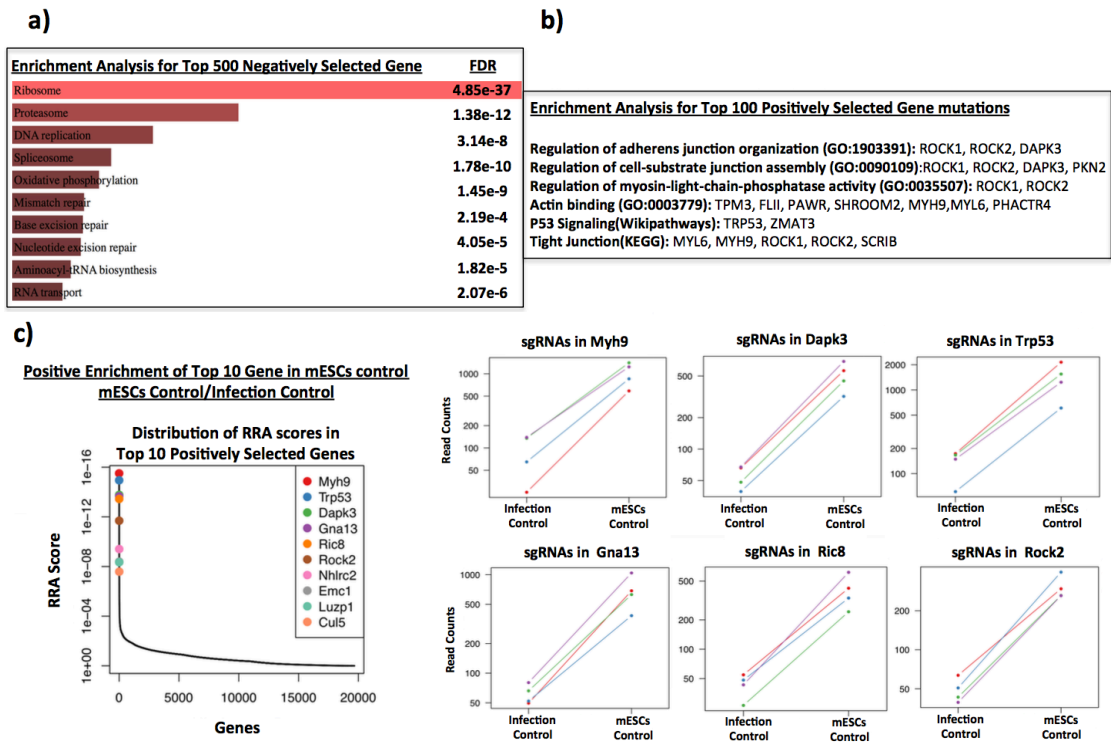 a)
Enrichment Analysis for Top 500 Negatively Selected Gene FDR
Ribosome 4.85e-37
Proteasome 1.38e-12
DNA replication 3.14e-8
Spliceosome 1.78e-10
Oxidative phosphorylation 1.45e-9
Mismatch repair 2.19e-4
Base excision repair 4.05e-5
Nucleotide excision repair 1.82e-5
Aminoacyl-tRNA biosynthesis 2.07e-6
RNA transport
b)
Enrichment Analysis for Top 100 Positively Selected Gene mutations
Regulation of adherens junction organization (GO:1903391): ROCK1, ROCK2, DAPK3
Regulation of cell-substrate junction assembly (GO:0090109):ROCK1, ROCK2, DAPK3, PKN2
Regulation of myosin-light-chain-phosphatase activity (GO:0035507): ROCK1, ROCK2
Actin binding (GO:0003779): TPM3, FLII, PAWR, SHROOM2, MYH9,MYL6, PHACTR4
P53 Signaling(Wikipathways): TRP53, ZMAT3
Tight Junction(KEGG): MYL6, MYH9, ROCK1, ROCK2, SCRIB
c)
Positive Enrichment of Top 10 Gene in mESCs control
mESCs Control/Infection Control
Distribution of RRA scores in
Top 10 Positively Selected Genes
RRA Score
1e-16
1e-12
1e-08
1e-04
1e+00
0 5000 10000 15000 20000
Genes
Myh9
Trp53
Dapk3
Gna13
Ric8
Rock2
Nhlrc2
Emc1
Luzp1
Cul5
sgRNAs in Myh9
Read Counts
1000
500
200
100
50
Infection Control
mESCs Control
sgRNAs in Dapk3
500
200
100
50
Infection Control
mESCs Control
sgRNAs in Trp53
2000
1000
500
200
100
Infection Control
mESCs Control
sgRNAs in Gna13
Read Counts
1000
500
200
100
50
Infection Control
mESCs Control
sgRNAs in Ric8
500
200
100
50
Infection Control
mESCs Control
sgRNAs in Rock2
200
100
50
Infection Control
mESCs Control